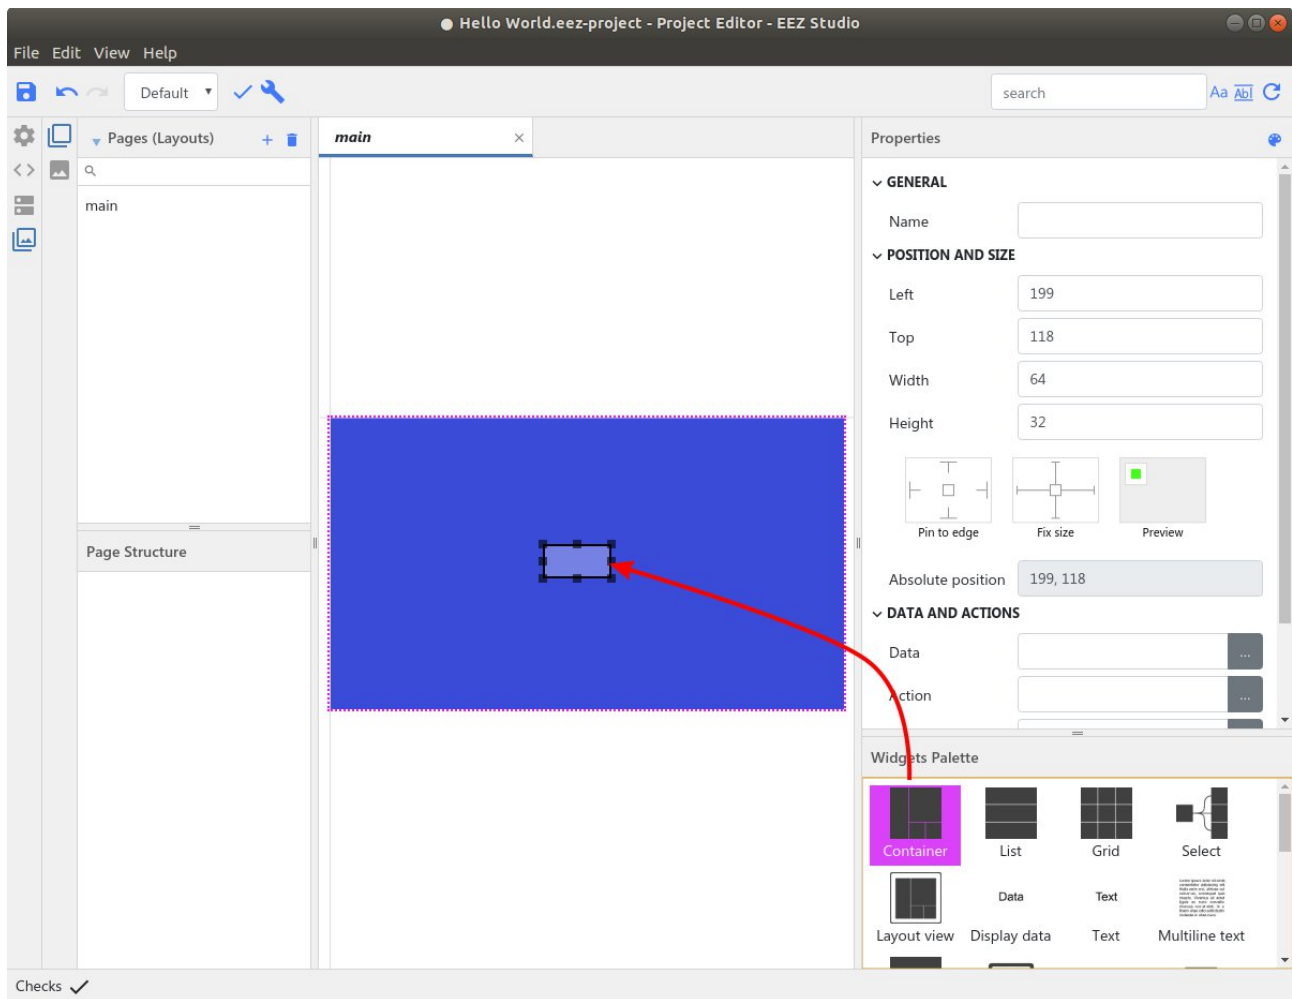 Hello World.eez-project - Project Editor - EEZ Studio
File Edit View Help
Default
search
Aa Abl
Pages (Layouts)
main
Properties
main
GENERAL
Name
POSITION AND SIZE
Left 199
Top 118
Width 64
Height 32
Pin to edge Fix size Preview
Page Structure
Absolute position 199, 118
DATA AND ACTIONS
Data ...
Action ...
Widgets Palette
Container List Grid Select
Data Text
Layout view Display data Text Multiline text
Checks